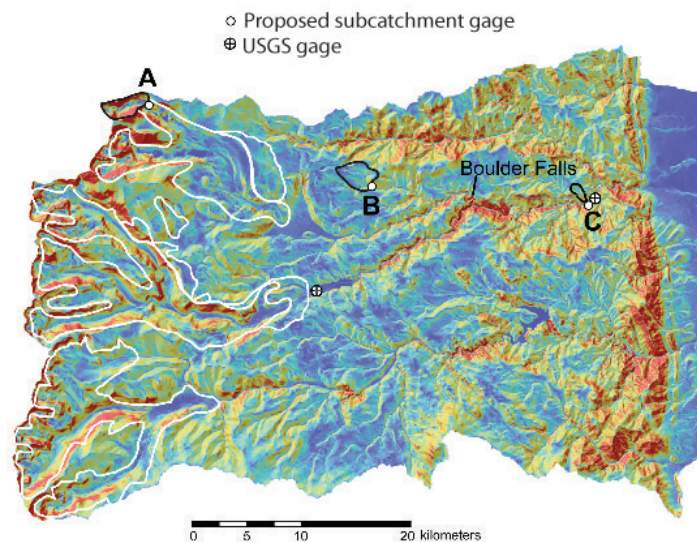 Proposed subcatchment gage
USGS gage
A
Boulder Falls
B
C
0 5 10 20 kilometers